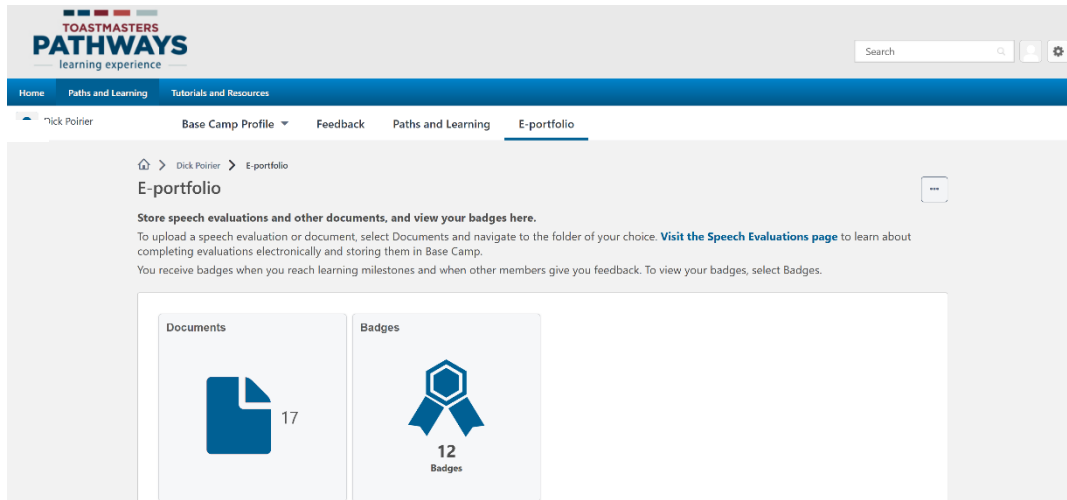 TOASTMASTERS
PATHWAYS
learning experience
Search
Home Paths and Learning Tutorials and Resources
Dick Poirier Base Camp Profile Feedback Paths and Learning E-portfolio
Dick Poirier E-portfolio
E-portfolio
Store speech evaluations and other documents, and view your badges here.
To upload a speech evaluation or document, select Documents and navigate to the folder of your choice. Visit the Speech Evaluations page to learn about
completing evaluations electronically and storing them in Base Camp.
You receive badges when you reach learning milestones and when other members give you feedback. To view your badges, select Badges.
Documents Badges
17
12
Badges